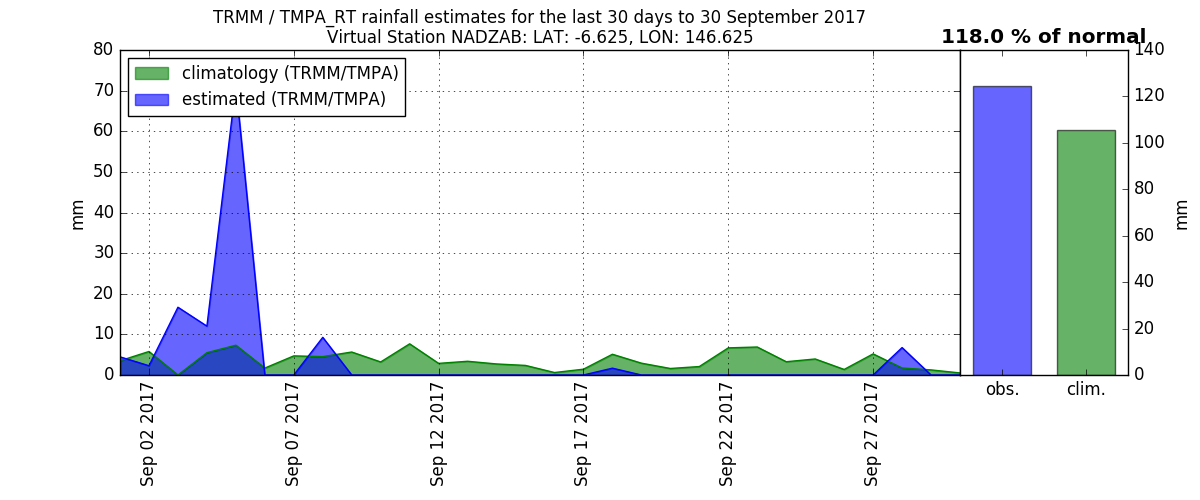 TRMM / TMPA_RT rainfall estimates for the last 30 days to 30 September 2017
Virtual Station NADZAB: LAT: -6.625, LON: 146.625
118.0 % of normal
climatology (TRMM/TMPA)
estimated (TRMM/TMPA)
80
70
60
50
40
30
20
10
0
mm
Sep 02 2017
Sep 07 2017
Sep 12 2017
Sep 17 2017
Sep 22 2017
Sep 27 2017
obs.
clim.
140
120
100
80
60
40
20
0
mm